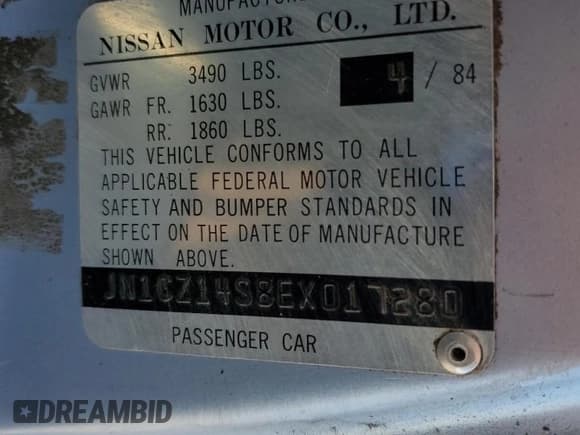 MANUFACTURE
NISSAN MOTOR CO., LTD.
GVWR 3490 LBS. 4 / 84
GAWR FR. 1630 LBS.
RR: 1860 LBS.
THIS VEHICLE CONFORMS TO ALL
APPLICABLE FEDERAL MOTOR VEHICLE
SAFETY AND BUMPER STANDARDS IN
EFFECT ON THE DATE OF MANUFACTURE
SHOWN ABOVE.
JN1CZ14S8EX017280
PASSENGER CAR
DREAMBID